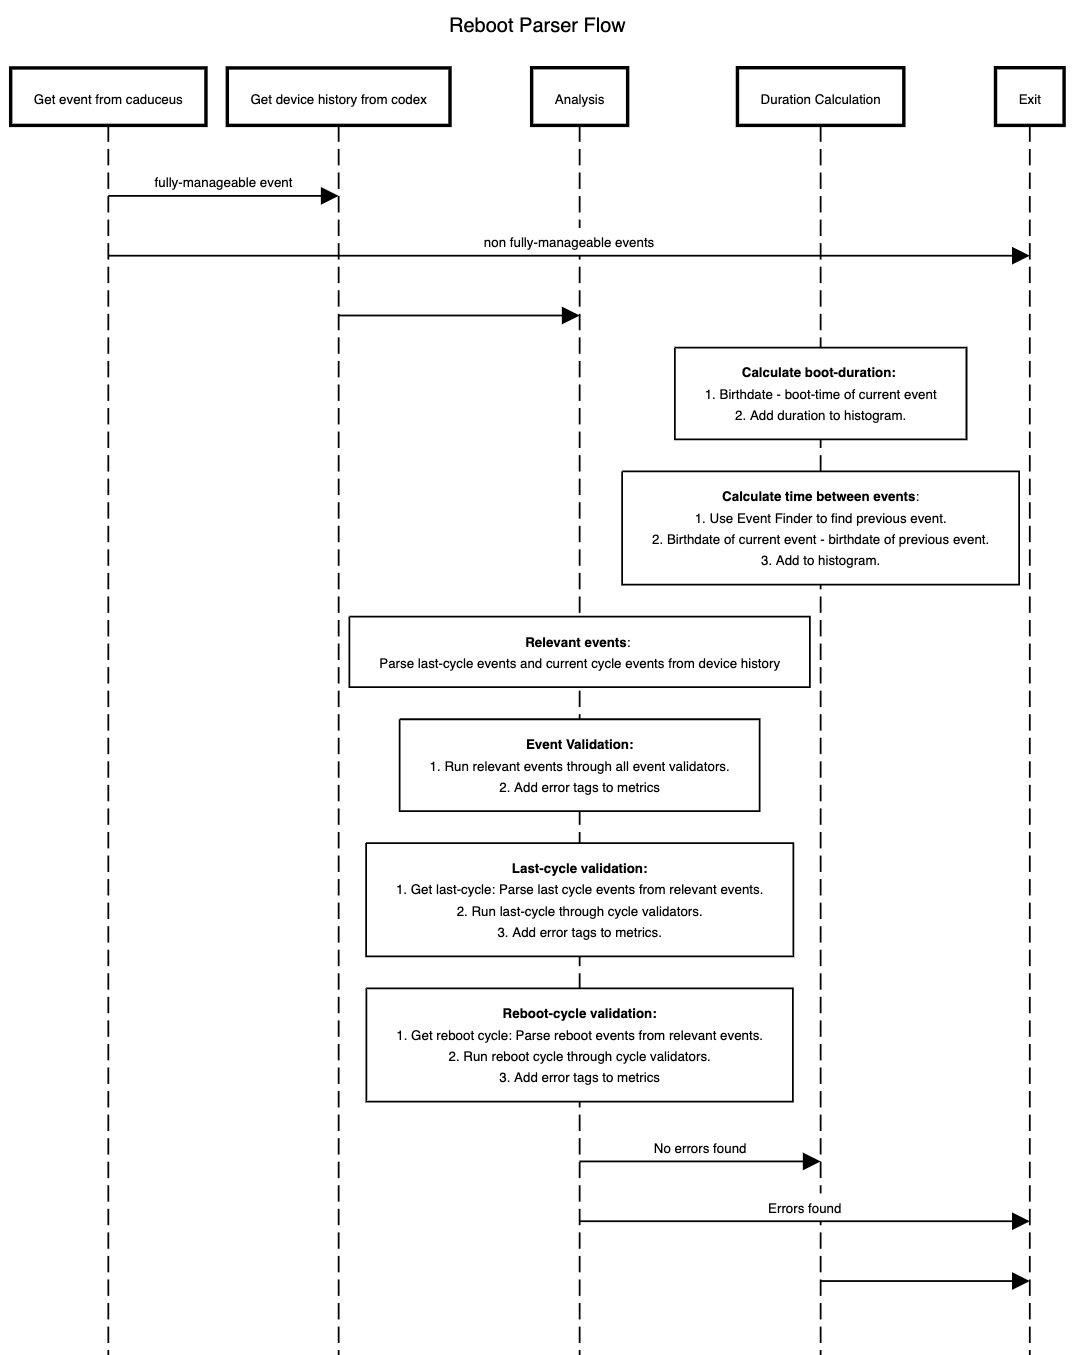 Reboot Parser Flow
Get event from caduceus
Get device history from codex
Analysis
Duration Calculation
Exit
fully-manageable event
non fully-manageable events
Calculate boot-duration:
1. Birthdate - boot-time of current event
2. Add duration to histogram.
Calculate time between events:
1. Use Event Finder to find previous event.
2. Birthdate of current event - birthdate of previous event.
3. Add to histogram.
Relevant events:
Parse last-cycle events and current cycle events from device history
Event Validation:
1. Run relevant events through all event validators.
2. Add error tags to metrics
Last-cycle validation:
1. Get last-cycle: Parse last cycle events from relevant events.
2. Run last-cycle through cycle validators.
3. Add error tags to metrics.
Reboot-cycle validation:
1. Get reboot cycle: Parse reboot events from relevant events.
2. Run reboot cycle through cycle validators.
3. Add error tags to metrics
No errors found
Errors found